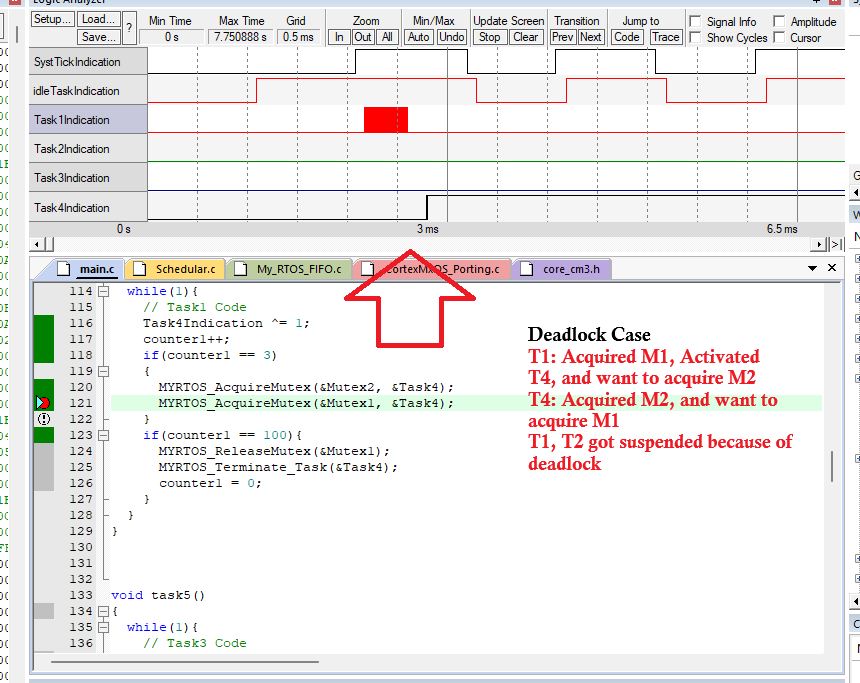 Logic Analyzer
Setup... Load... Save... ?
Min Time Max Time Grid Zoom Min/Max Update Screen Transition Jump to Signal Info Amplitude
0 s 7.750888 s 0.5 ms In Out All Auto Undo Stop Clear Prev Next Code Trace Show Cycles Cursor
SystTickIndication
idleTaskIndication
Task1Indication
Task2Indication
Task3Indication
Task4Indication
0 s 3 ms 6.5 ms
main.c Schedular.c My_RTOS_FIFO.c CortexMxOS_Porting.c core_cm3.h
114 while(1){
115 // Task1 Code
116 Task4Indication ^= 1;
117 counter1++;
118 if(counter1 == 3)
119 {
120 MYRTOS_AcquireMutex(&Mutex2, &Task4);
121 MYRTOS_AcquireMutex(&Mutex1, &Task4);
122 }
123 if(counter1 == 100){
124 MYRTOS_ReleaseMutex(&Mutex1);
125 MYRTOS_Terminate_Task(&Task4);
126 counter1 = 0;
127 }
128 }
129 }
130
131
132
133 void task5()
134 {
135 while(1){
136 // Task3 Code
Deadlock Case
T1: Acquired M1, Activated
T4, and want to acquire M2
T4: Acquired M2, and want to
acquire M1
T1, T2 got suspended because of
deadlock